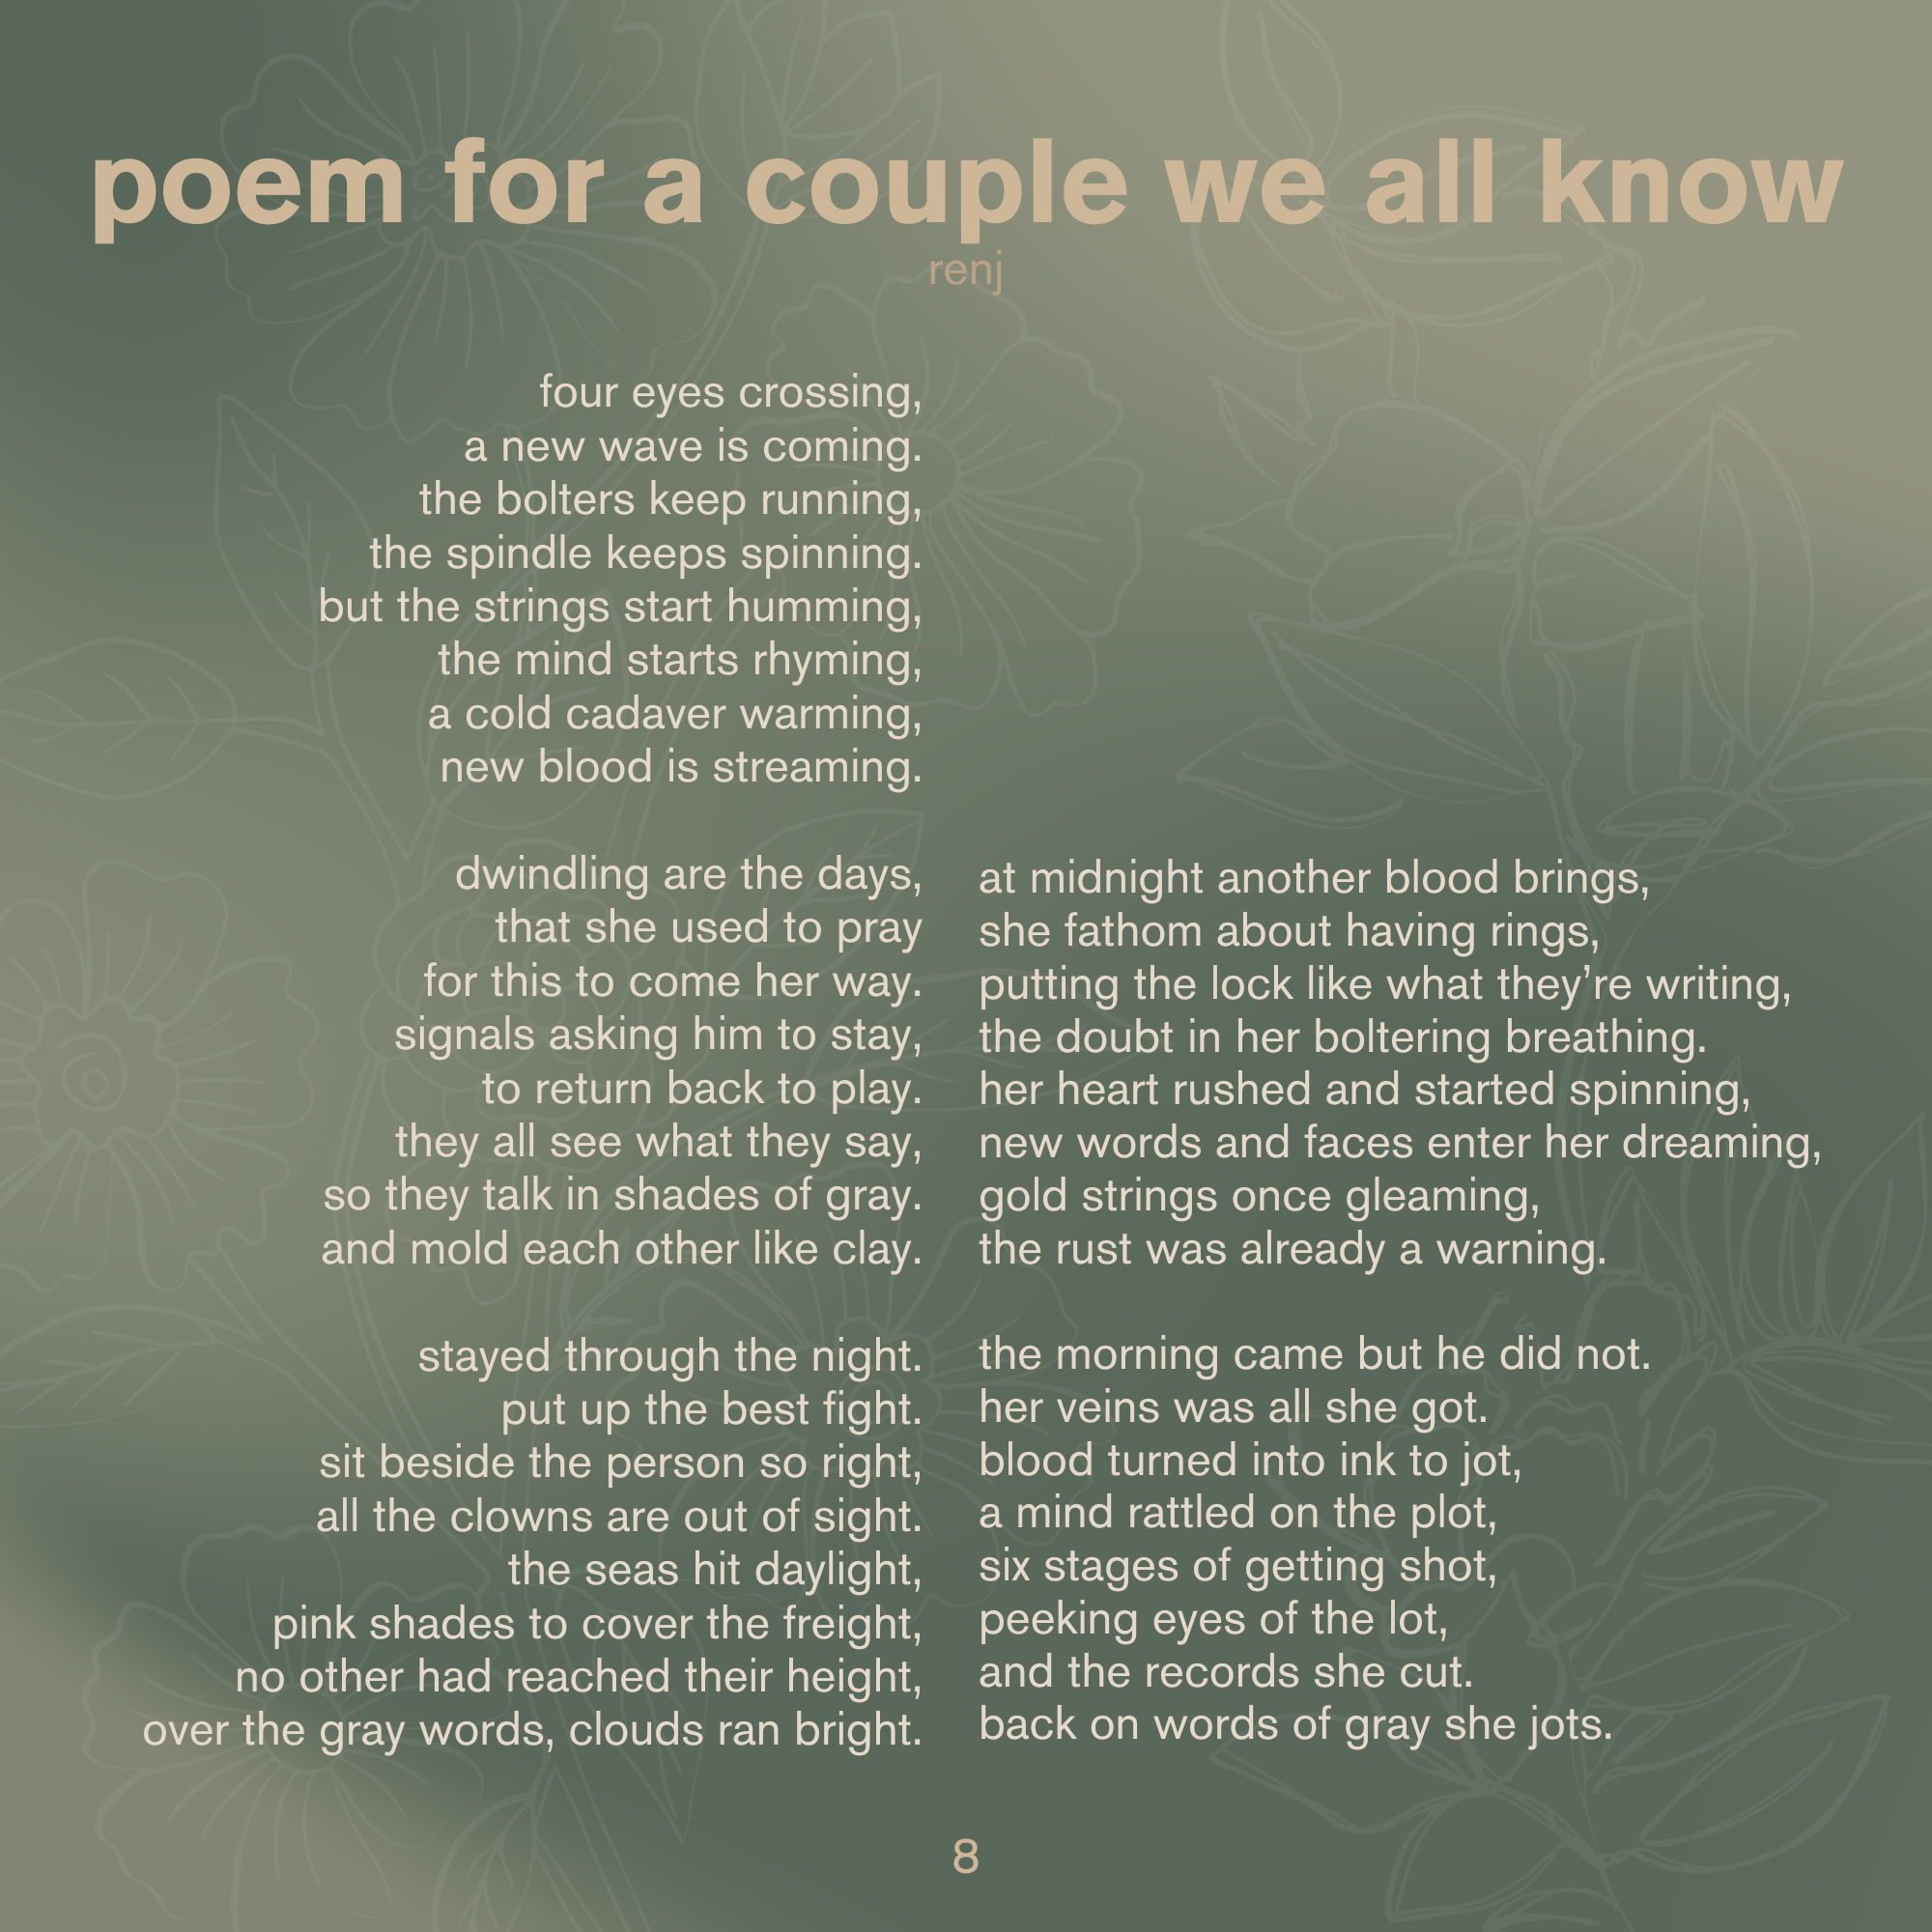 poem for a couple we all know
renj
four eyes crossing,
a new wave is coming.
the bolters keep running,
the spindle keeps spinning.
but the strings start humming,
the mind starts rhyming,
a cold cadaver warming,
new blood is streaming.
dwindling are the days,
that she used to pray
for this to come her way.
signals asking him to stay,
to return back to play.
they all see what they say,
so they talk in shades of gray.
and mold each other like clay.
stayed through the night.
put up the best fight.
sit beside the person so right,
all the clowns are out of sight.
the seas hit daylight,
pink shades to cover the freight,
no other had reached their height,
over the gray words, clouds ran bright.
at midnight another blood brings,
she fathom about having rings,
putting the lock like what they’re writing,
the doubt in her boltering breathing.
her heart rushed and started spinning,
new words and faces enter her dreaming,
gold strings once gleaming,
the rust was already a warning.
the morning came but he did not.
her veins was all she got.
blood turned into ink to jot,
a mind rattled on the plot,
six stages of getting shot,
peeking eyes of the lot,
and the records she cut.
back on words of gray she jots.
8